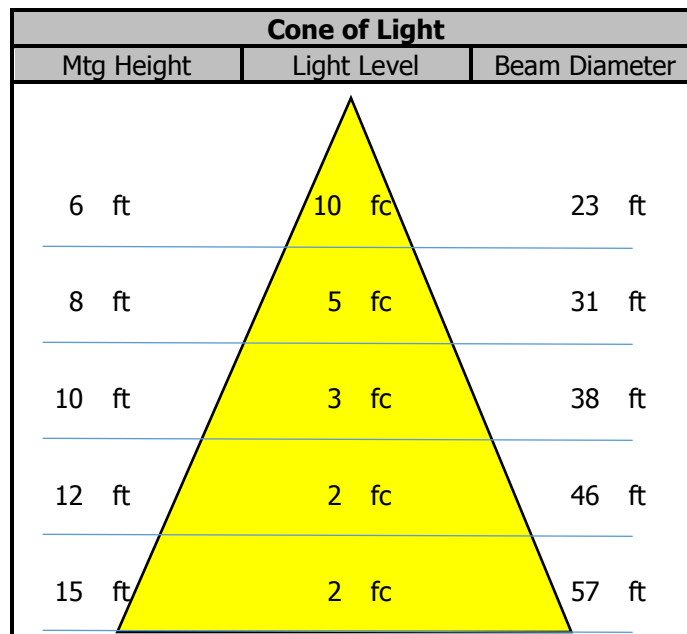 Cone of Light
Mtg Height Light Level Beam Diameter
6 ft 10 fc 23 ft
8 ft 5 fc 31 ft
10 ft 3 fc 38 ft
12 ft 2 fc 46 ft
15 ft 2 fc 57 ft